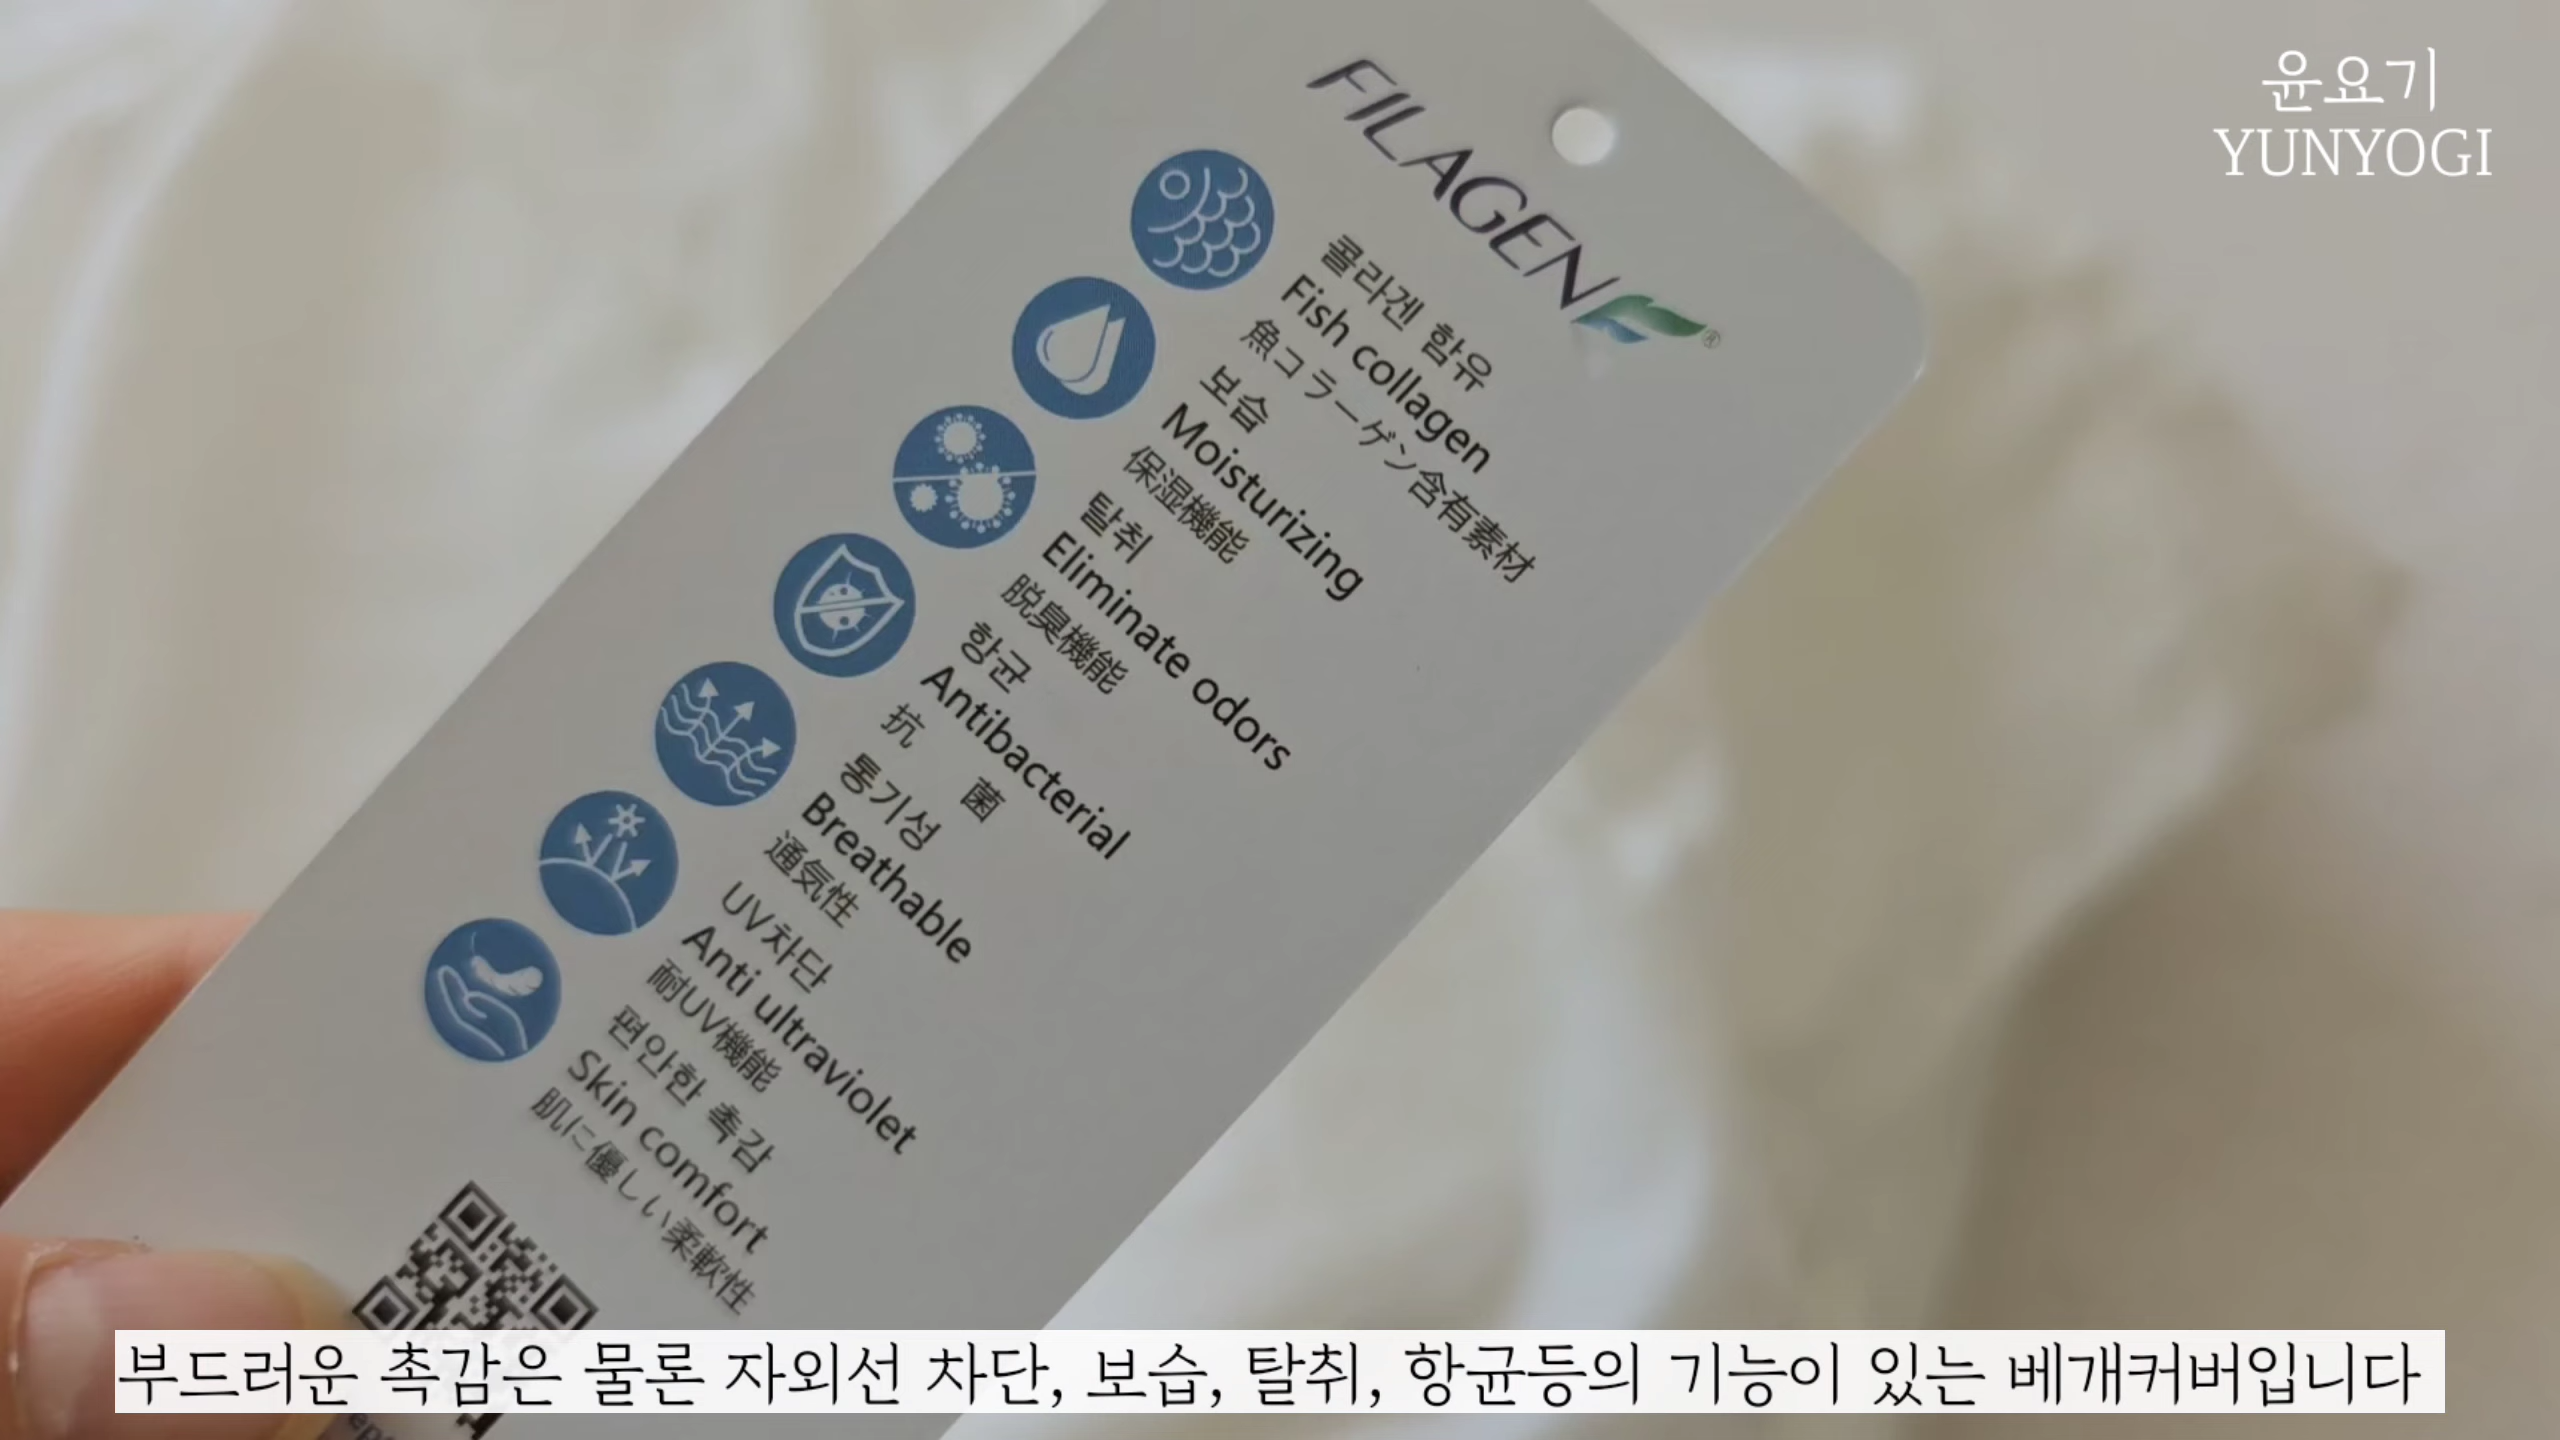 윤요기
YUNYOGI
FILAGEN®
콜라겐 함유
Fish collagen
魚コラーゲン含有素材
보습
Moisturizing
保湿機能
탈취
Eliminate odors
脱臭機能
항균
Antibacterial
抗 菌
통기성
Breathable
通気性
UV차단
Anti ultraviolet
耐UV機能
편안한 촉감
Skin comfort
肌に優しい柔軟性
부드러운 촉감은 물론 자외선 차단, 보습, 탈취, 항균등의 기능이 있는 베개커버입니다